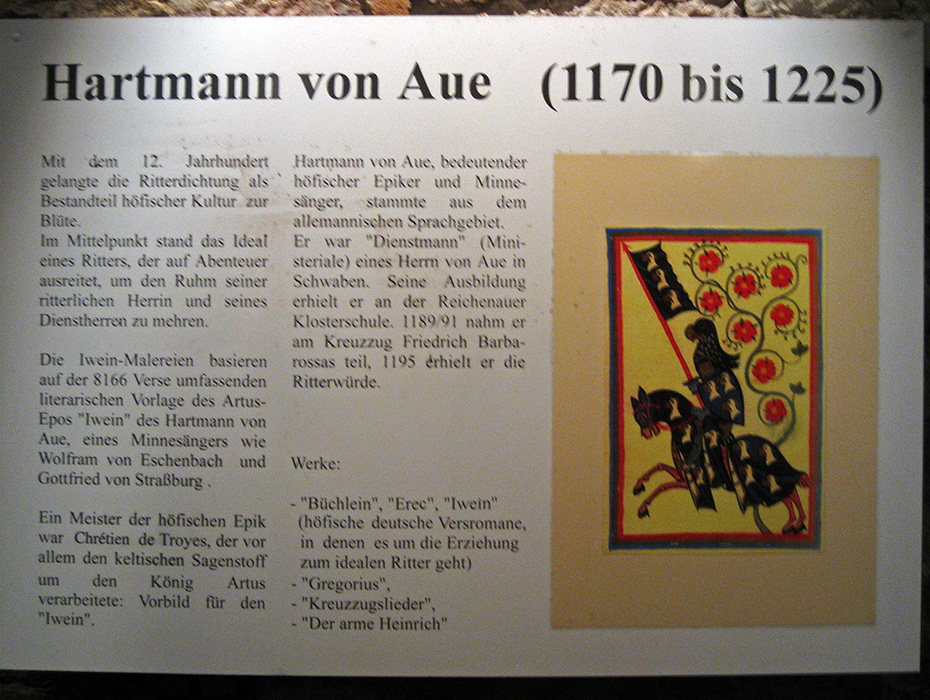 Hartmann von Aue (1170 bis 1225)
Mit dem 12. Jahrhundert
gelangte die Ritterdichtung als
Bestandteil höfischer Kultur zur
Blüte.
Im Mittelpunkt stand das Ideal
eines Ritters, der auf Abenteuer
ausreitet, um den Ruhm seiner
ritterlichen Herrin und seines
Dienstherren zu mehren.
Die Iwein-Malereien basieren
auf der 8166 Verse umfassenden
literarischen Vorlage des Artus-
Epos "Iwein" des Hartmann von
Aue, eines Minnesängers wie
Wolfram von Eschenbach und
Gottfried von Straßburg .
Ein Meister der höfischen Epik
war Chrétien de Troyes, der vor
allem den keltischen Sagenstoff
um den König Artus
verarbeitete: Vorbild für den
"Iwein".
Hartmann von Aue, bedeutender
höfischer Epiker und Minne-
sänger, stammte aus dem
allemannischen Sprachgebiet.
Er war "Dienstmann" (Mini-
steriale) eines Herrn von Aue in
Schwaben. Seine Ausbildung
erhielt er an der Reichenauer
Klosterschule. 1189/91 nahm er
am Kreuzzug Friedrich Barba-
rossas teil, 1195 erhielt er die
Ritterwürde.
Werke:
- "Büchlein", "Erec", "Iwein"
(höfische deutsche Versromane,
in denen es um die Erziehung
zum idealen Ritter geht)
- "Gregorius",
- "Kreuzzugslieder",
- "Der arme Heinrich"